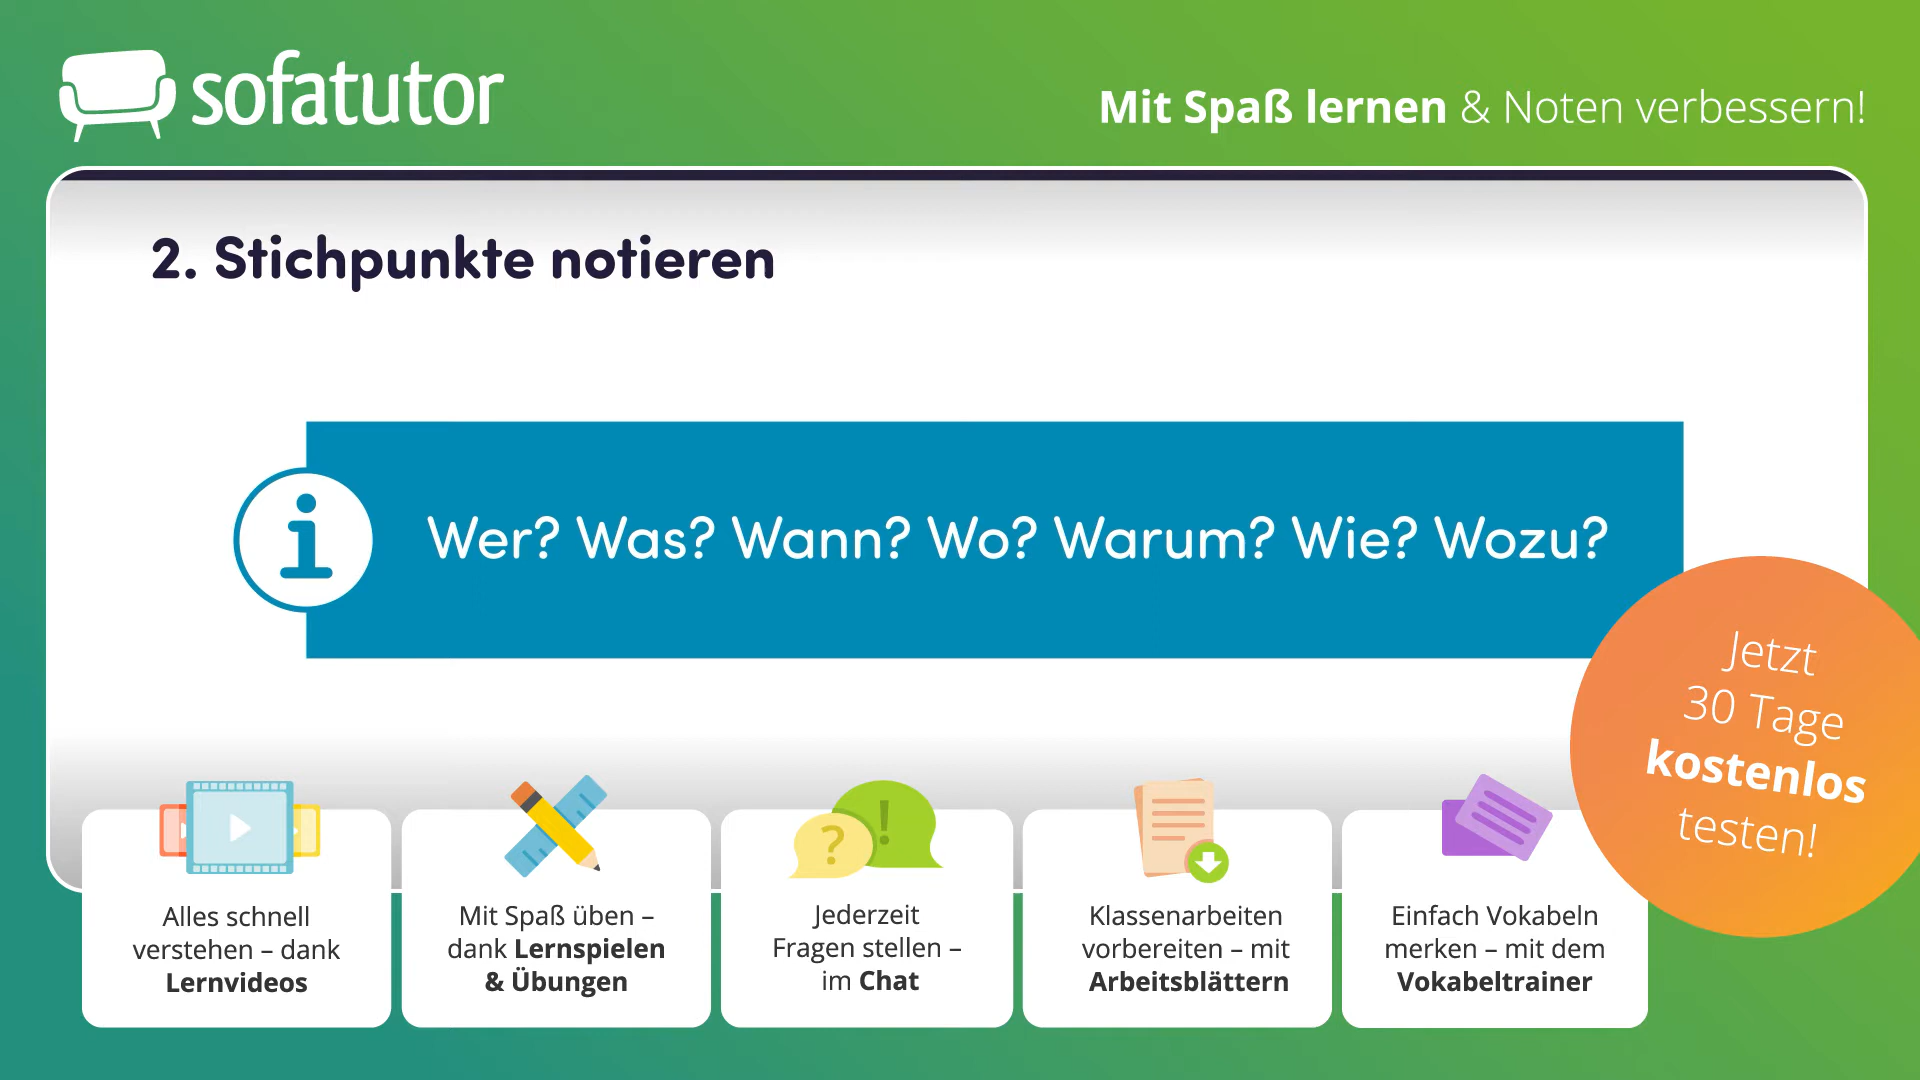 sofatutor
Mit Spaß lernen & Noten verbessern!
2. Stichpunkte notieren
i
Wer? Was? Wann? Wo? Warum? Wie? Wozu?
Jetzt
30 Tage
kostenlos
testen!
? !
Alles schnell
verstehen – dank
Lernvideos
Mit Spaß üben –
dank Lernspielen
& Übungen
Jederzeit
Fragen stellen –
im Chat
Klassenarbeiten
vorbereiten – mit
Arbeitsblättern
Einfach Vokabeln
merken – mit dem
Vokabeltrainer